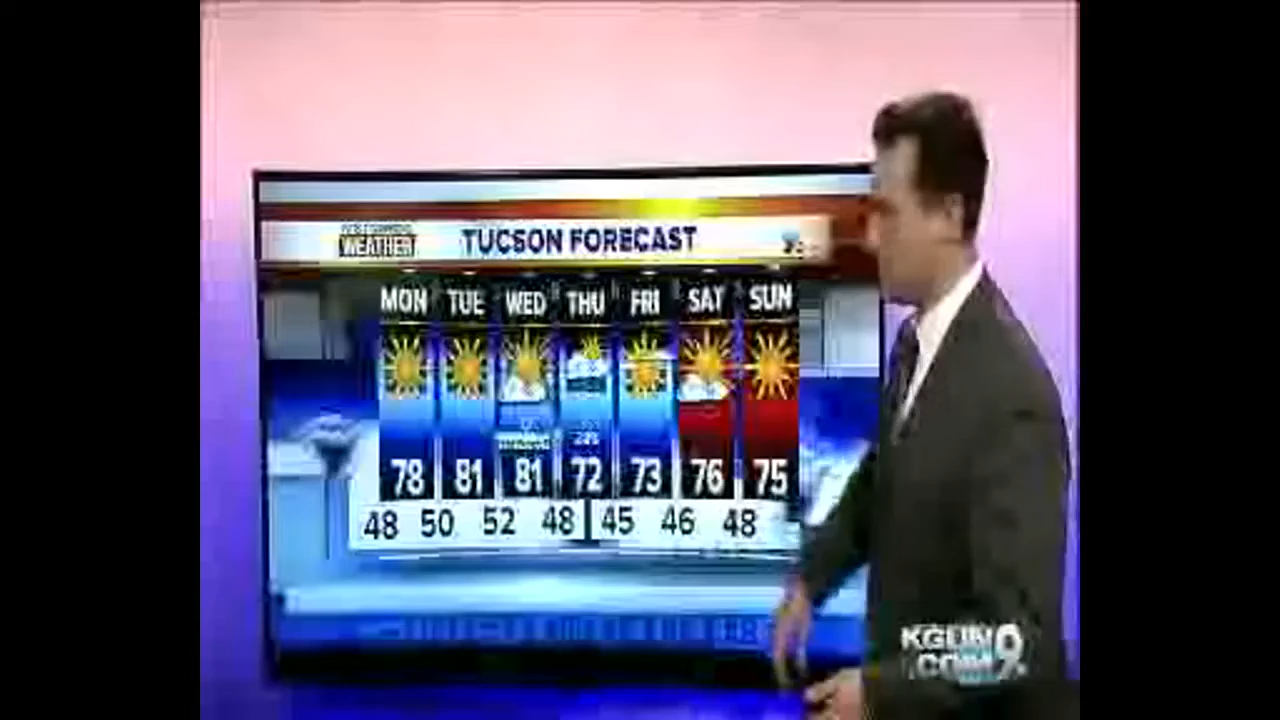 WEATHER
TUCSON FORECAST
MON TUE WED THU FRI SAT SUN
78 81 81 72 73 76 75
48 50 52 48 45 46 48
KGUN 9
.COM